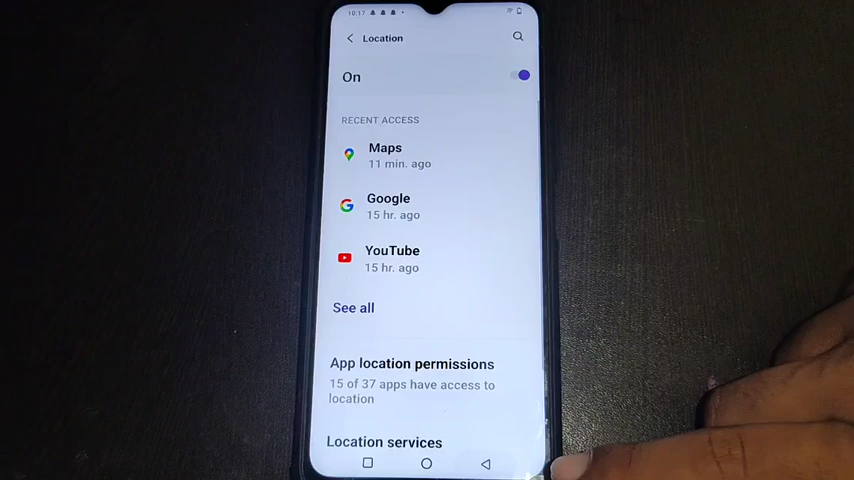 10:17
Location
On
RECENT ACCESS
Maps
11 min. ago
Google
15 hr. ago
YouTube
15 hr. ago
See all
App location permissions
15 of 37 apps have access to
location
Location services